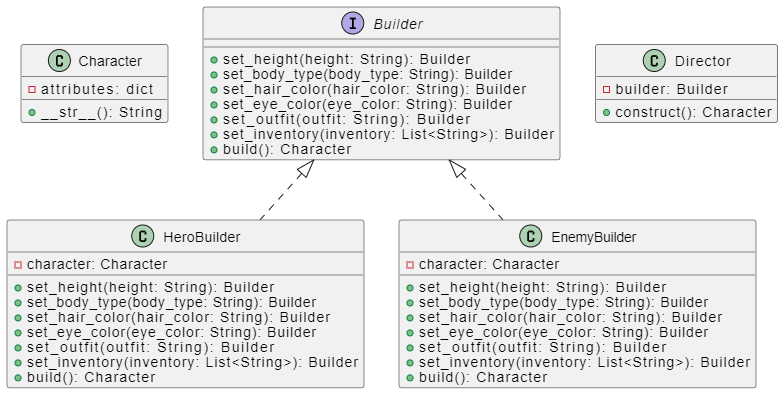 C Character
attributes: dict
__str__(): String
I Builder
set_height(height: String): Builder
set_body_type(body_type: String): Builder
set_hair_color(hair_color: String): Builder
set_eye_color(eye_color: String): Builder
set_outfit(outfit: String): Builder
set_inventory(inventory: List<String>): Builder
build(): Character
C Director
builder: Builder
construct(): Character
C HeroBuilder
character: Character
set_height(height: String): Builder
set_body_type(body_type: String): Builder
set_hair_color(hair_color: String): Builder
set_eye_color(eye_color: String): Builder
set_outfit(outfit: String): Builder
set_inventory(inventory: List<String>): Builder
build(): Character
C EnemyBuilder
character: Character
set_height(height: String): Builder
set_body_type(body_type: String): Builder
set_hair_color(hair_color: String): Builder
set_eye_color(eye_color: String): Builder
set_outfit(outfit: String): Builder
set_inventory(inventory: List<String>): Builder
build(): Character